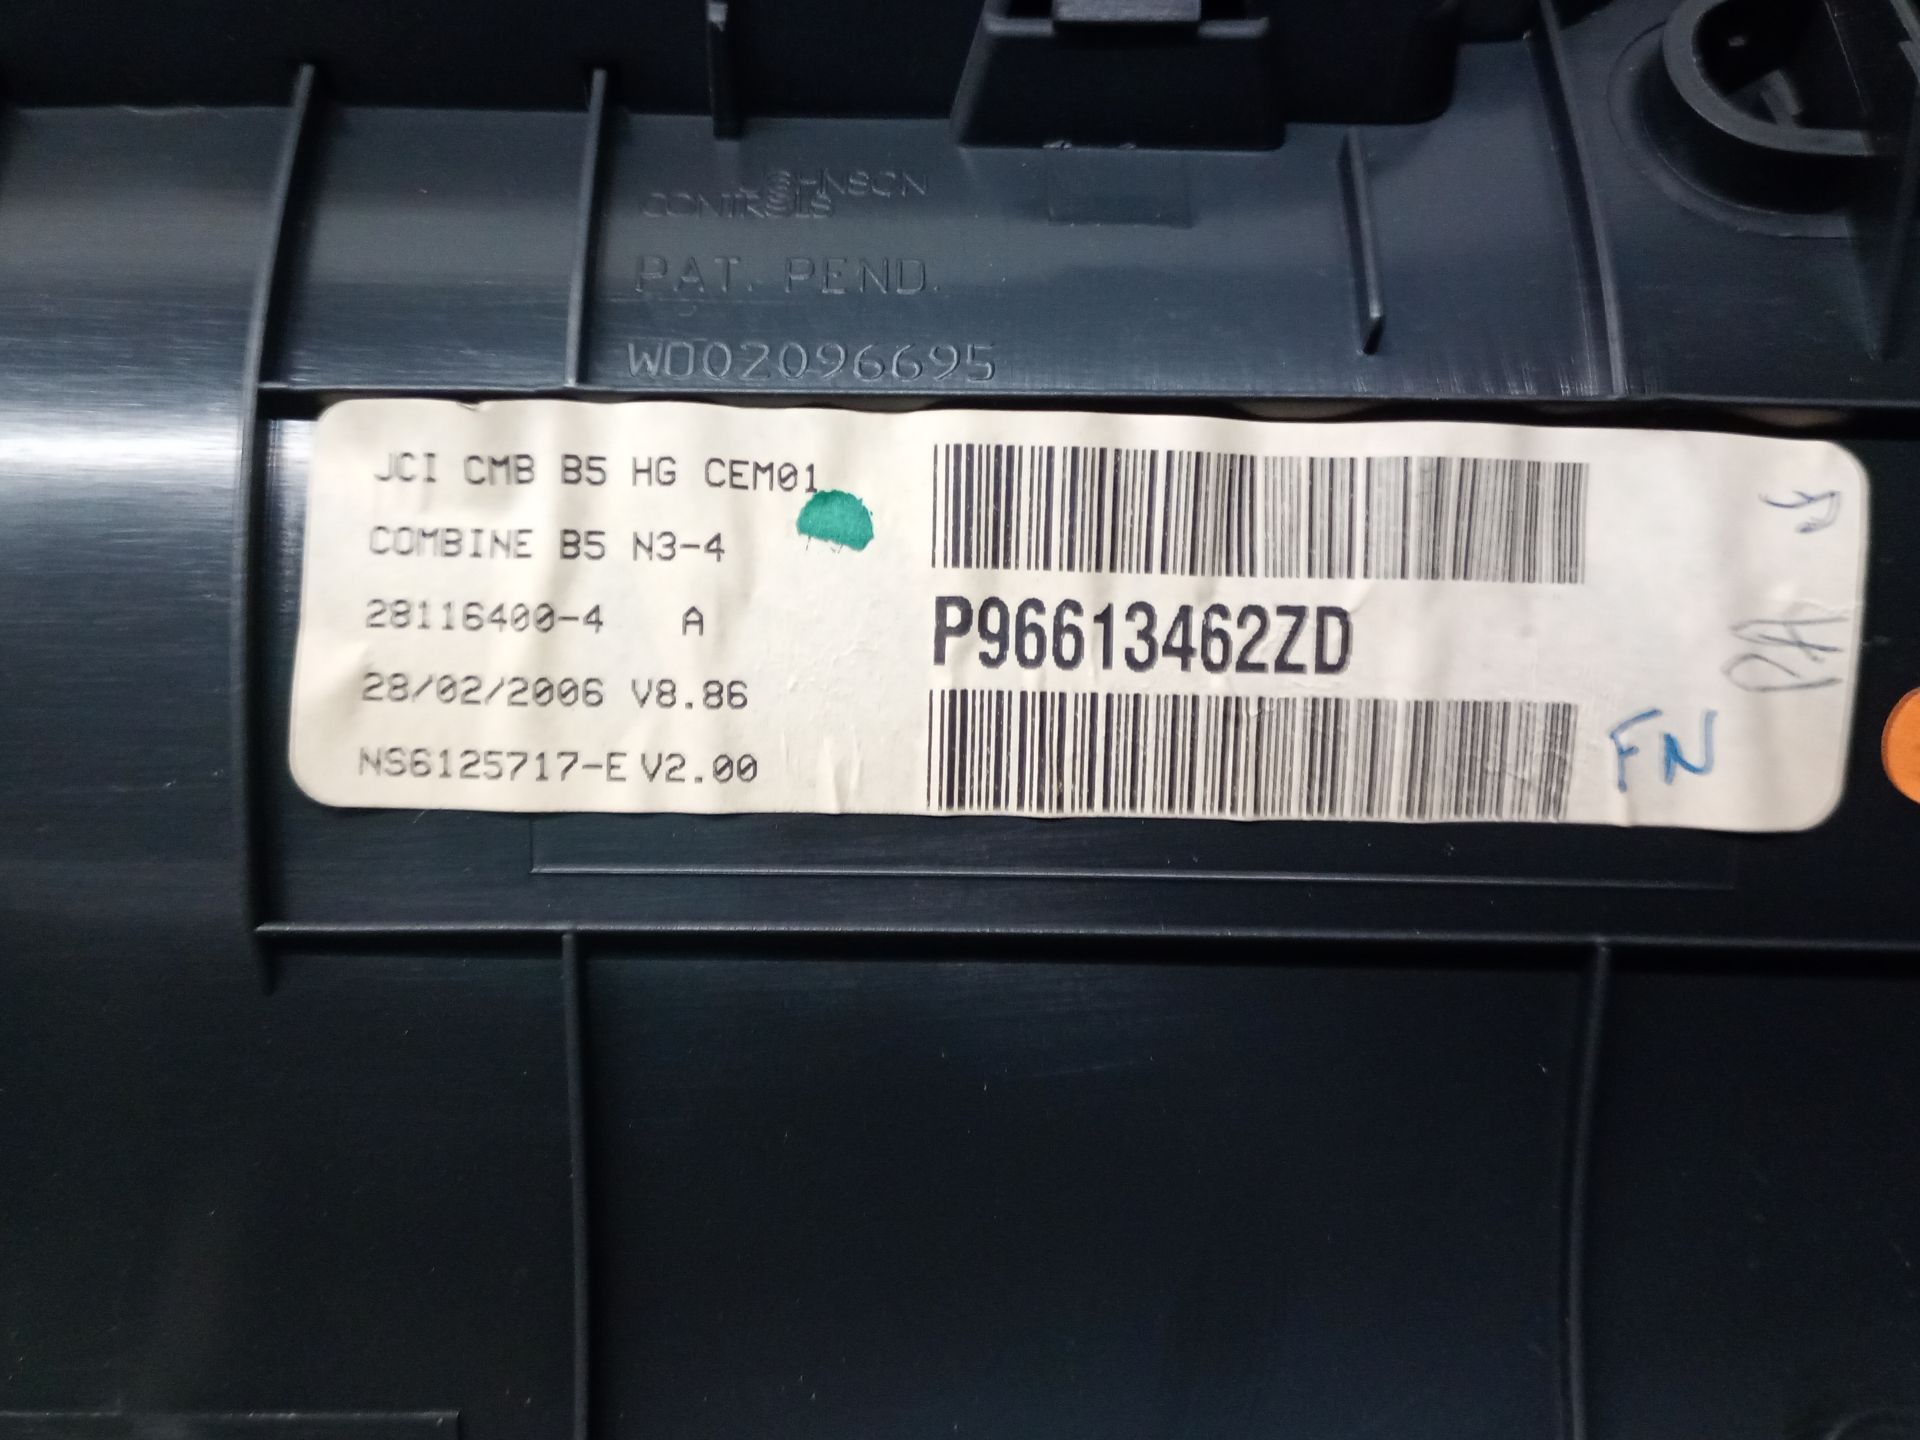 JOHNSON
CONTROLS
PAT. PEND.
W002096695
JCI CMB B5 HG CEM01
COMBINE B5 N3-4
28116400-4 A
28/02/2006 V8.86
NS6125717-E V2.00
P96613462ZD
FN
PA